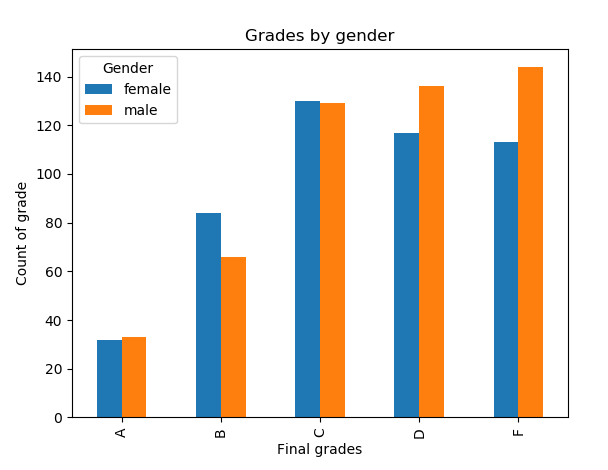 Grades by gender
Gender
female
male
Count of grade
140
120
100
80
60
40
20
0
A
B
C
D
F
Final grades